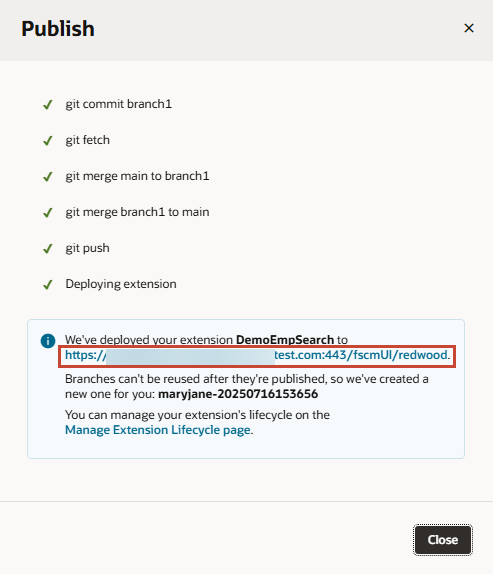 Publish
git commit branch1
git fetch
git merge main to branch1
git merge branch1 to main
git push
Deploying extension
We've deployed your extension DemoEmpSearch to
https:// test.com:443/fscmUI/redwood.
Branches can't be reused after they're published, so we've created a
new one for you: maryjane-20250716153656
You can manage your extension's lifecycle on the
Manage Extension Lifecycle page.
Close